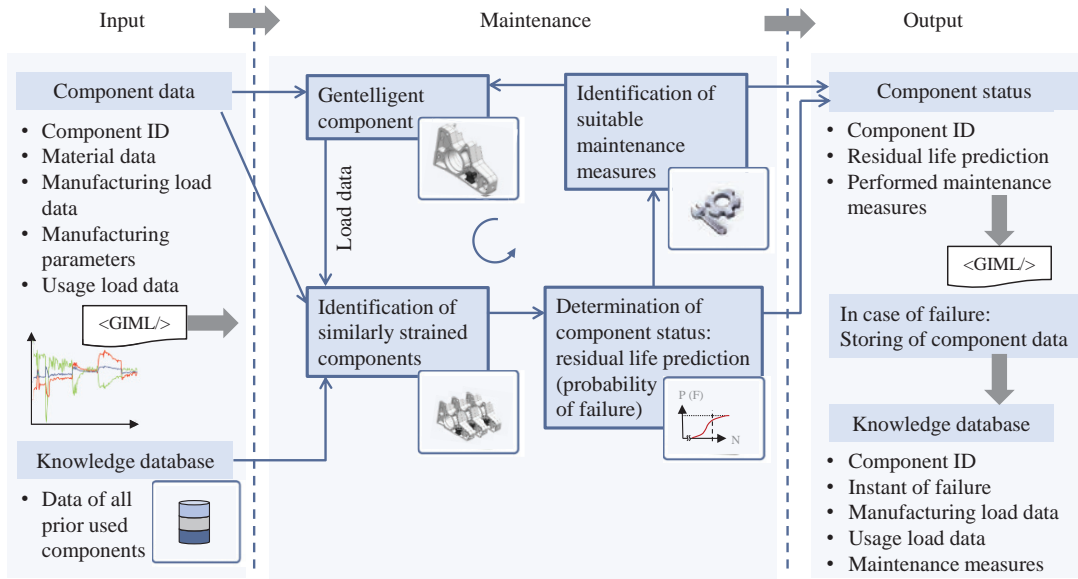 Input
Maintenance
Output
Component data
• Component ID
• Material data
• Manufacturing load
data
• Manufacturing
parameters
• Usage load data
<GIML/>
Knowledge database
• Data of all
prior used
components
Gentelligent
component
Load data
Identification of
similarly strained
components
Identification of
suitable
maintenance
measures
Determination of
component status:
residual life prediction
(probability
of failure)
P (F)
N
Component status
• Component ID
• Residual life prediction
• Performed maintenance
measures
<GIML/>
In case of failure:
Storing of component data
Knowledge database
• Component ID
• Instant of failure
• Manufacturing load data
• Usage load data
• Maintenance measures